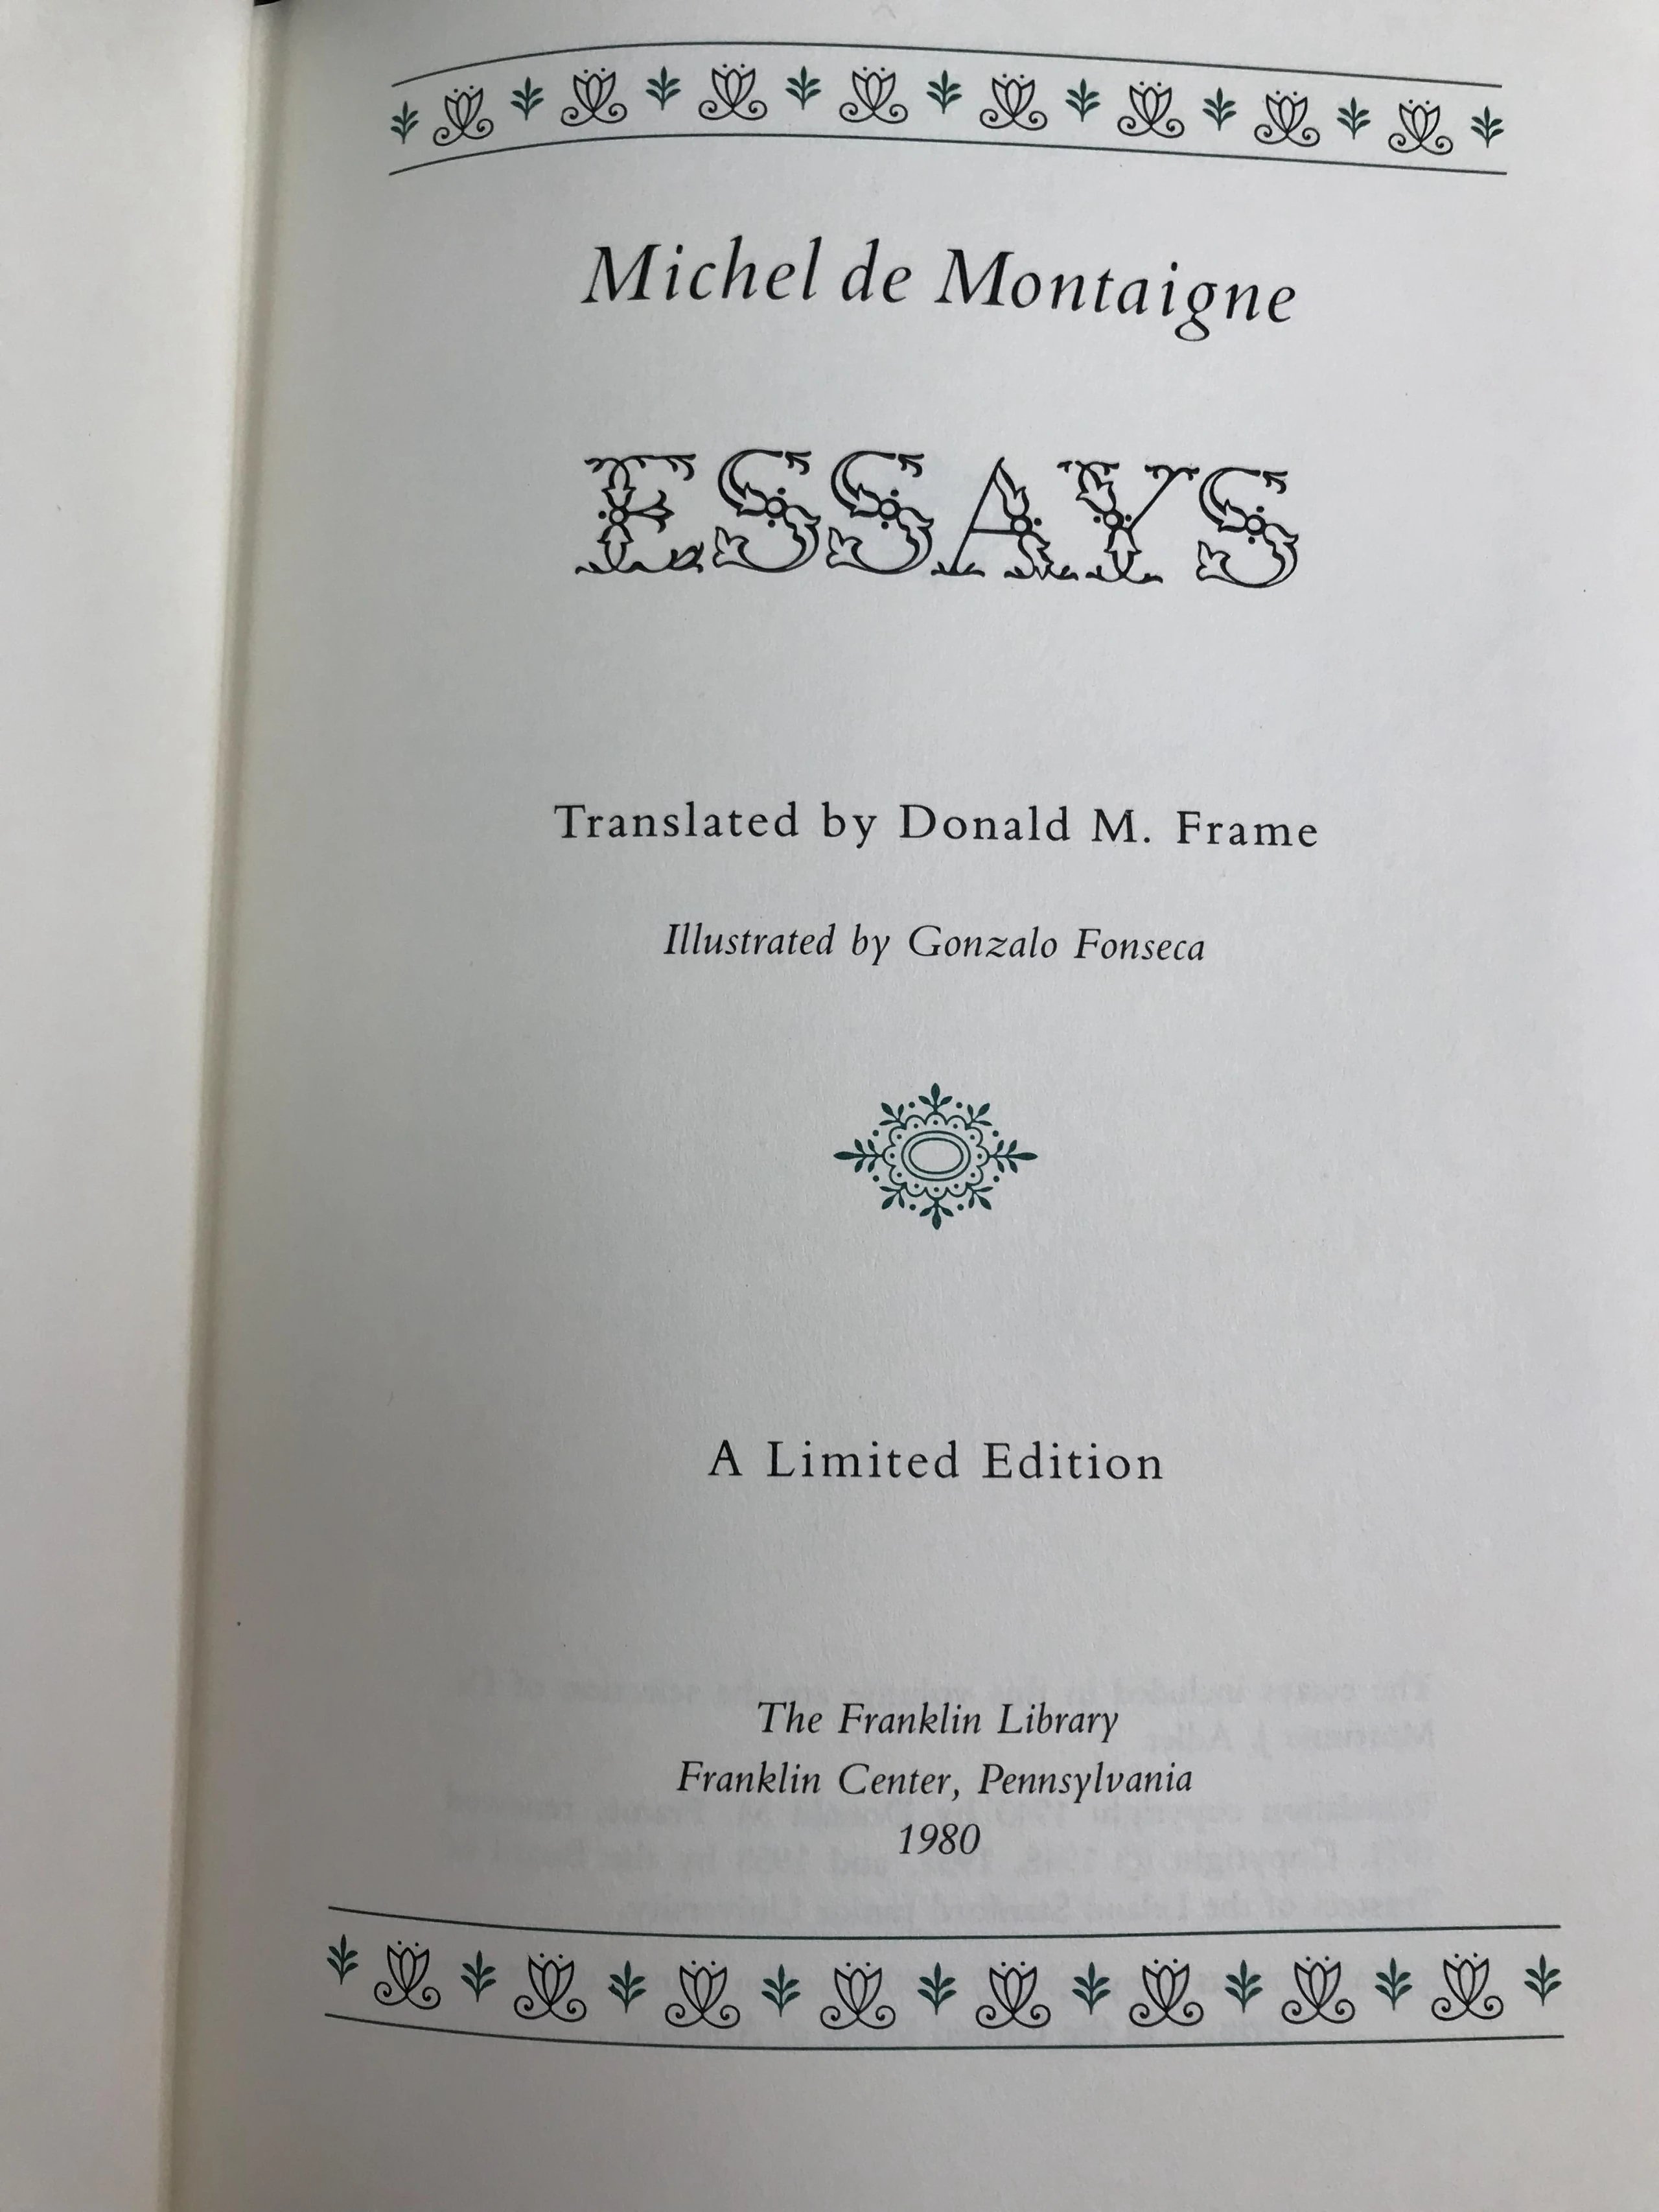 Michel de Montaigne
ESSAYS
Translated by Donald M. Frame
Illustrated by Gonzalo Fonseca
A Limited Edition
The Franklin Library
Franklin Center, Pennsylvania
1980